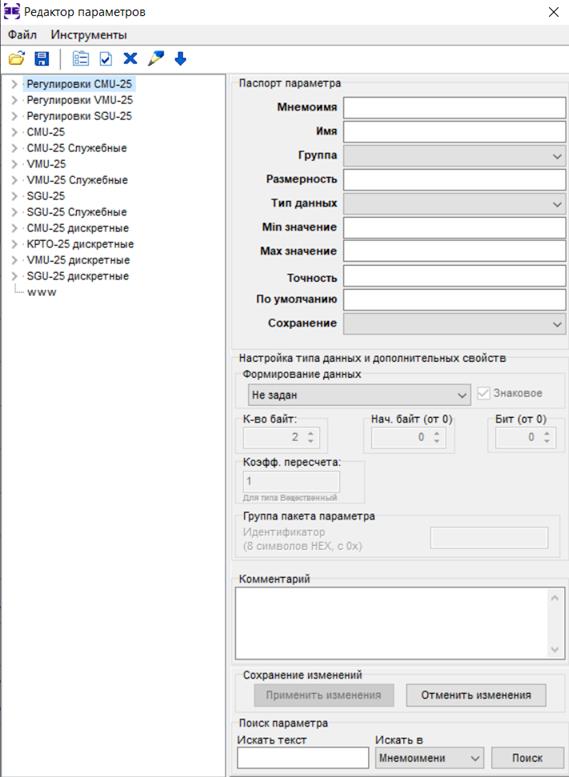 Редактор параметров
Файл Инструменты
Регулировки CMU-25
Регулировки VMU-25
Регулировки SGU-25
CMU-25
CMU-25 Служебные
VMU-25
VMU-25 Служебные
SGU-25
SGU-25 Служебные
CMU-25 дискретные
КРТО-25 дискретные
VMU-25 дискретные
SGU-25 дискретные
www
Паспорт параметра
Мнемоимя
Имя
Группа
Размерность
Тип данных
Min значение
Max значение
Точность
По умолчанию
Сохранение
Настройка типа данных и дополнительных свойств
Формирование данных
Не задан Знаковое
К-во байт: Нач. байт (от 0) Бит (от 0)
2 0 0
Коэфф. пересчета:
1
Для типа Вещественный
Группа пакета параметра
Идентификатор
(8 символов HEX, с 0x)
Комментарий
Сохранение изменений
Применить изменения Отменить изменения
Поиск параметра
Искать текст Искать в
Мнемоимени Поиск